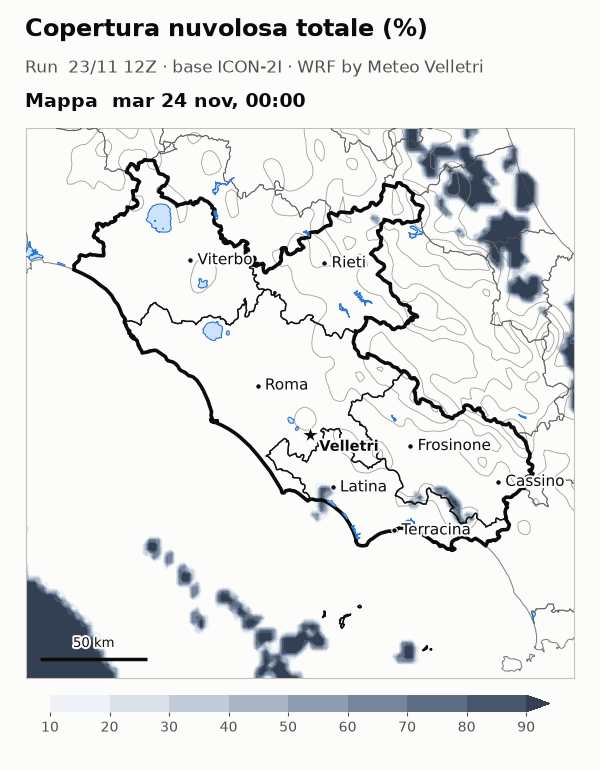 Copertura nuvolosa totale (%)
Run  23/11 12Z · base ICON-2I · WRF by Meteo Velletri
Mappa  mar 24 nov, 00:00
Viterbo
Rieti
Roma
Velletri
Frosinone
Latina
Cassino
Terracina
50 km
10 20 30 40 50 60 70 80 90